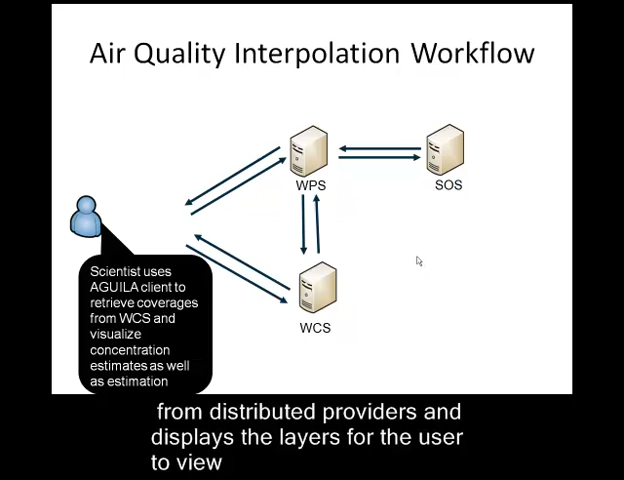 Air Quality Interpolation Workflow
WPS
SOS
WCS
Scientist uses
AGUILA client to
retrieve coverages
from WCS and
visualize
concentration
estimates as well
as estimation
from distributed providers and
displays the layers for the user
to view